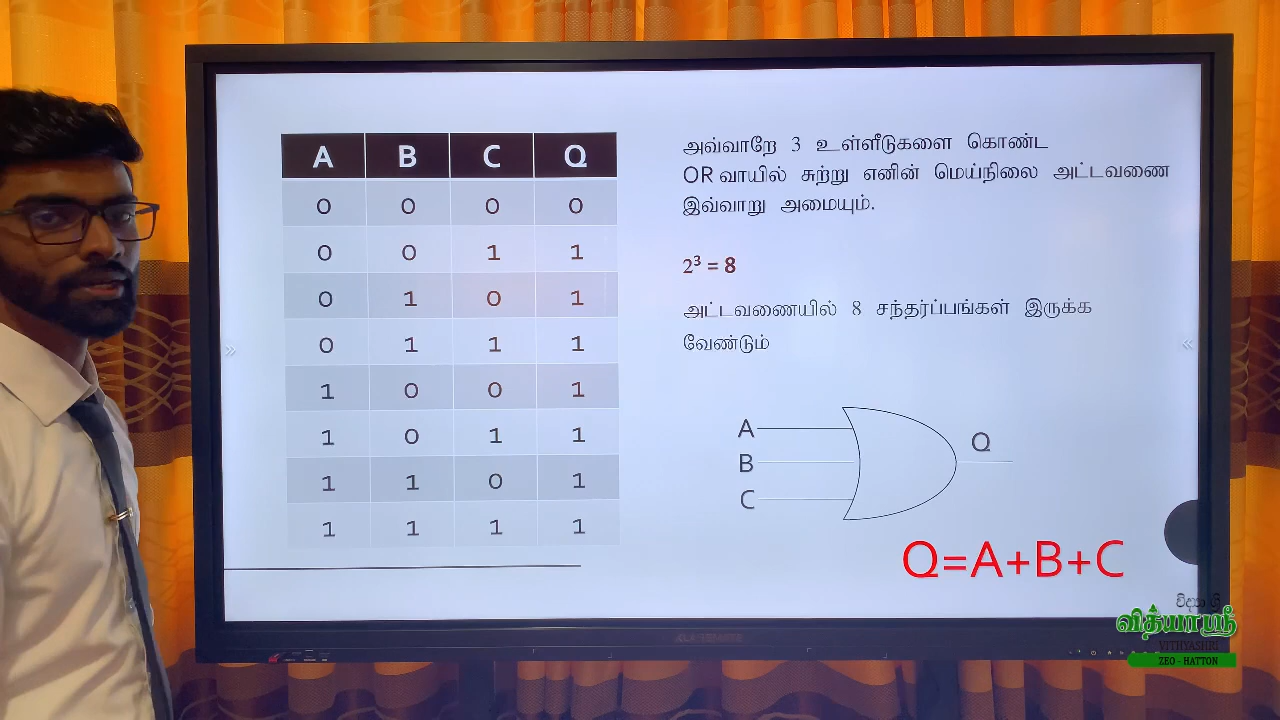 A B C Q
0 0 0 0
0 0 1 1
0 1 0 1
0 1 1 1
1 0 0 1
1 0 1 1
1 1 0 1
1 1 1 1
அவ்வாறே 3 உள்ளீடுகளை கொண்ட
OR வாயில் சுற்று எனின் மெய்நிலை அட்டவணை
இவ்வாறு அமையும்.
2³ = 8
அட்டவணையில் 8 சந்தர்ப்பங்கள் இருக்க
வேண்டும்
A
B
C
Q
Q=A+B+C
වි‍ද්‍යා ශ්‍රී
வித்யாஸ்ரீ
VITHYASHRI
ZEO - HATTON